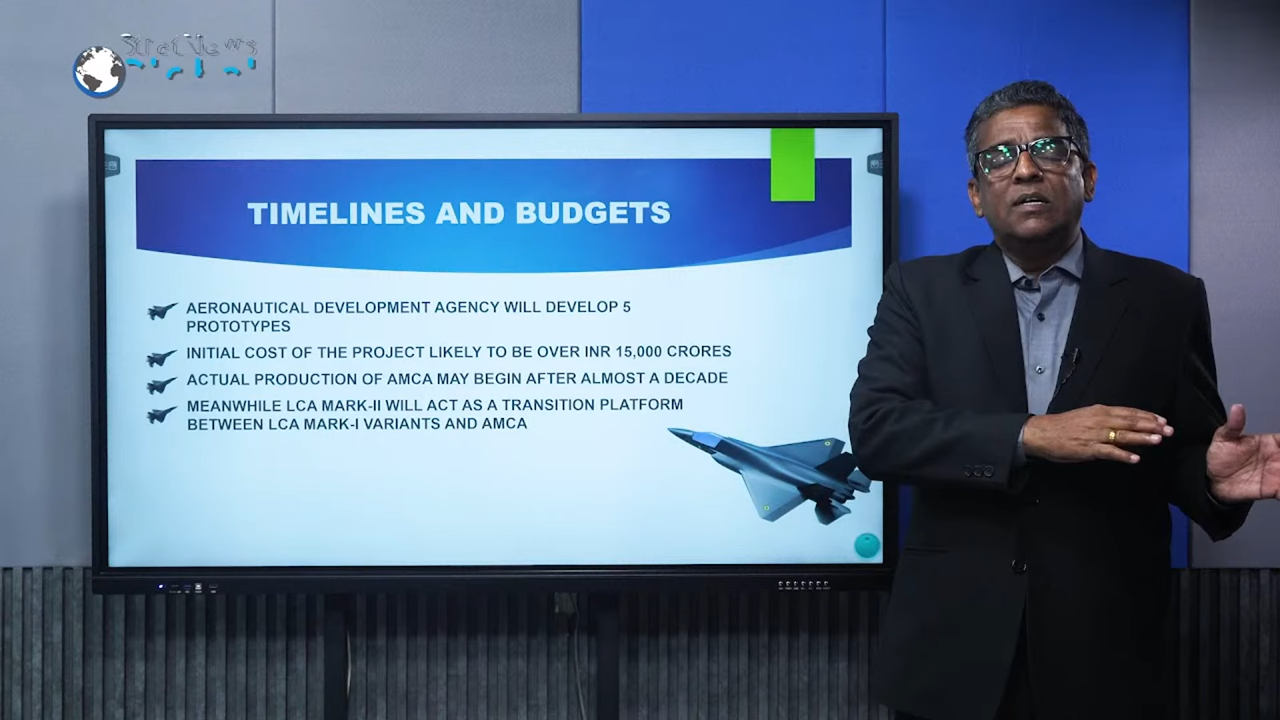 TIMELINES AND BUDGETS
AERONAUTICAL DEVELOPMENT AGENCY WILL DEVELOP 5
PROTOTYPES
INITIAL COST OF THE PROJECT LIKELY TO BE OVER INR 15,000 CRORES
ACTUAL PRODUCTION OF AMCA MAY BEGIN AFTER ALMOST A DECADE
MEANWHILE LCA MARK-II WILL ACT AS A TRANSITION PLATFORM
BETWEEN LCA MARK-I VARIANTS AND AMCA